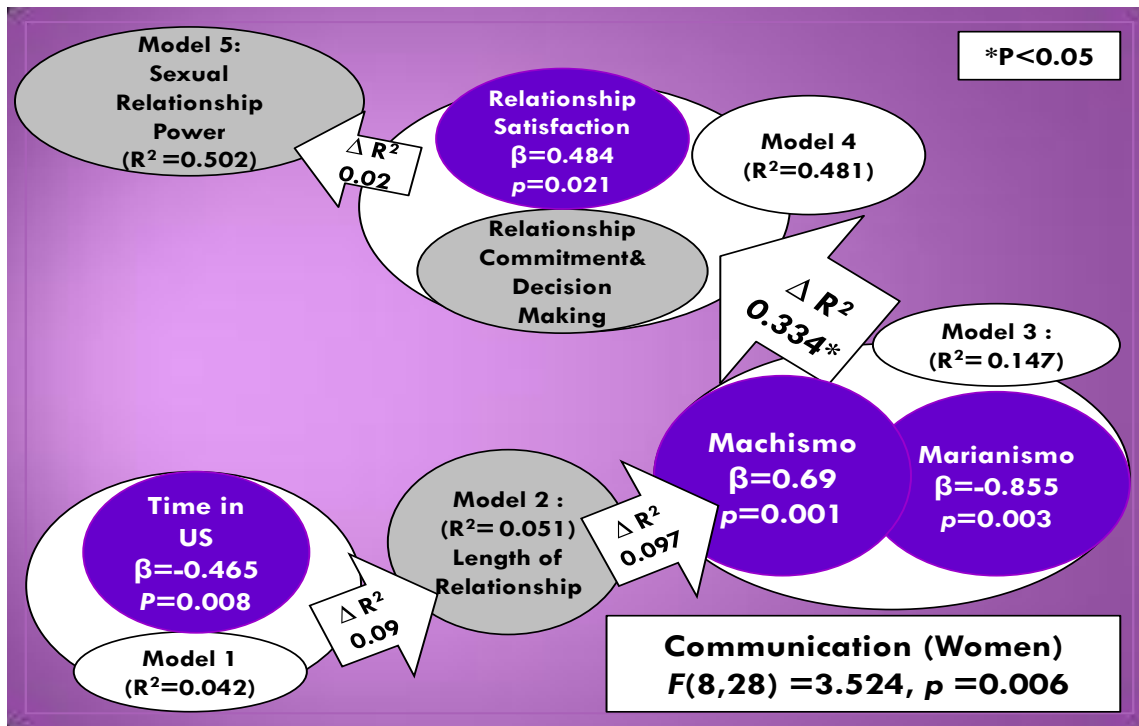 Model 5:
Sexual
Relationship
Power
(R²=0.502)
*P<0.05
Δ R²
0.02
Relationship
Satisfaction
β=0.484
p=0.021
Model 4
(R²=0.481)
Relationship
Commitment&
Decision
Making
Δ R²
0.334*
Model 3 :
(R²= 0.147)
Machismo
β=0.69
p=0.001
Marianismo
β=-0.855
p=0.003
Time in
US
β=-0.465
P=0.008
Model 1
(R²=0.042)
Δ R²
0.09
Model 2 :
(R²= 0.051)
Length of
Relationship
Δ R²
0.097
Communication (Women)
F(8,28) =3.524, p =0.006